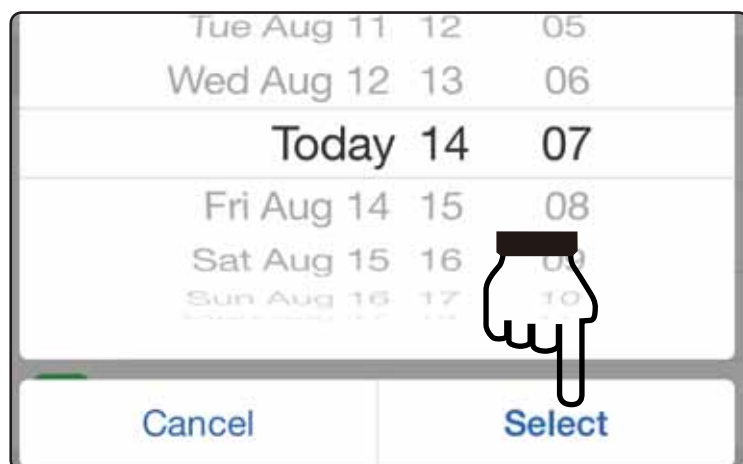 Tue Aug 11 12 05
Wed Aug 12 13 06
Today 14 07
Fri Aug 14 15 08
Sat Aug 15 16 09
Sun Aug 16 17 10
Cancel Select